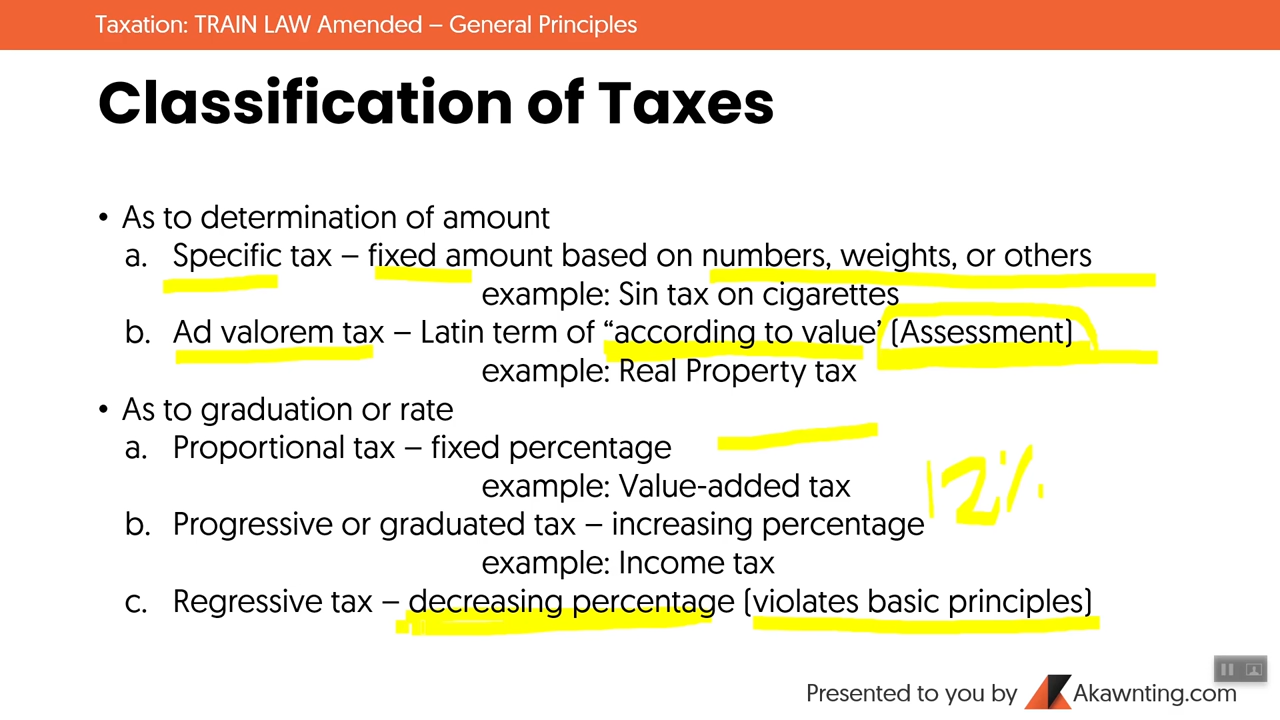 Taxation: TRAIN LAW Amended – General Principles
Classification of Taxes
• As to determination of amount
a. Specific tax – fixed amount based on numbers, weights, or others
example: Sin tax on cigarettes
b. Ad valorem tax – Latin term of “according to value” (Assessment)
example: Real Property tax
• As to graduation or rate
a. Proportional tax – fixed percentage
example: Value-added tax
12%
b. Progressive or graduated tax – increasing percentage
example: Income tax
c. Regressive tax – decreasing percentage (violates basic principles)
Presented to you by Akawnting.com